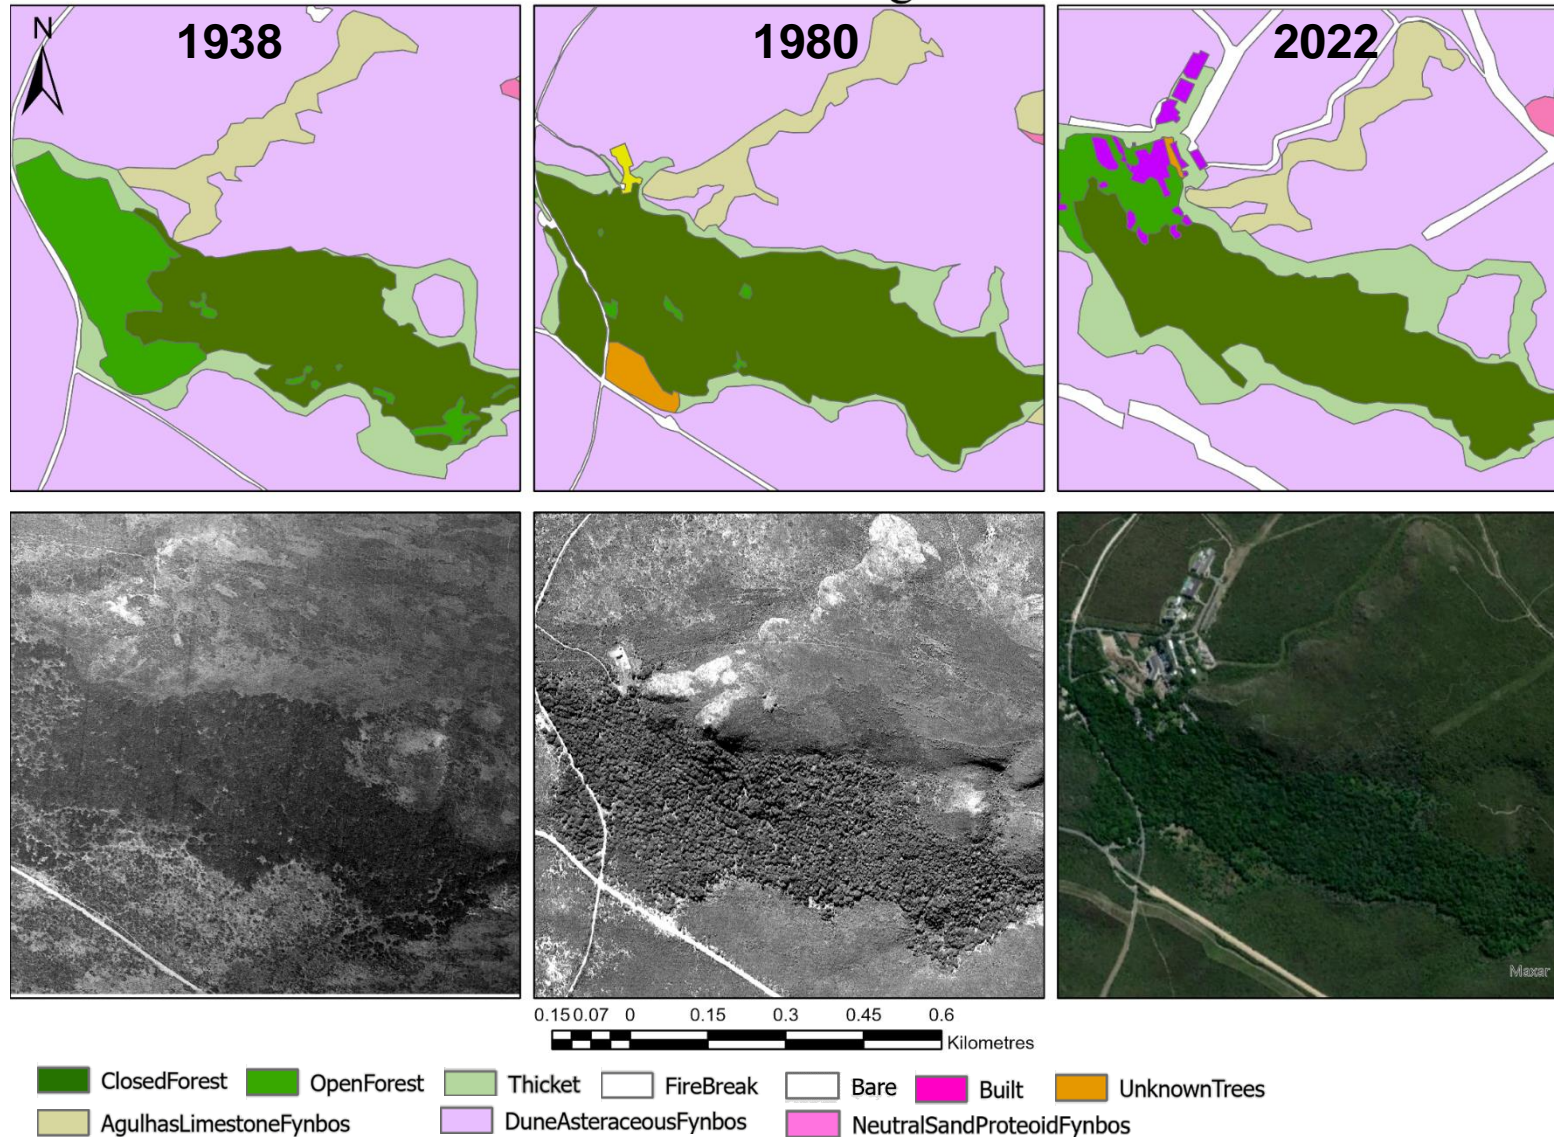 N
1938
1980
2022
Maxar
0.15 0.07 0 0.15 0.3 0.45 0.6
Kilometres
ClosedForest OpenForest Thicket FireBreak Bare Built UnknownTrees
AgulhasLimestoneFynbos DuneAsteraceousFynbos NeutralSandProteoidFynbos